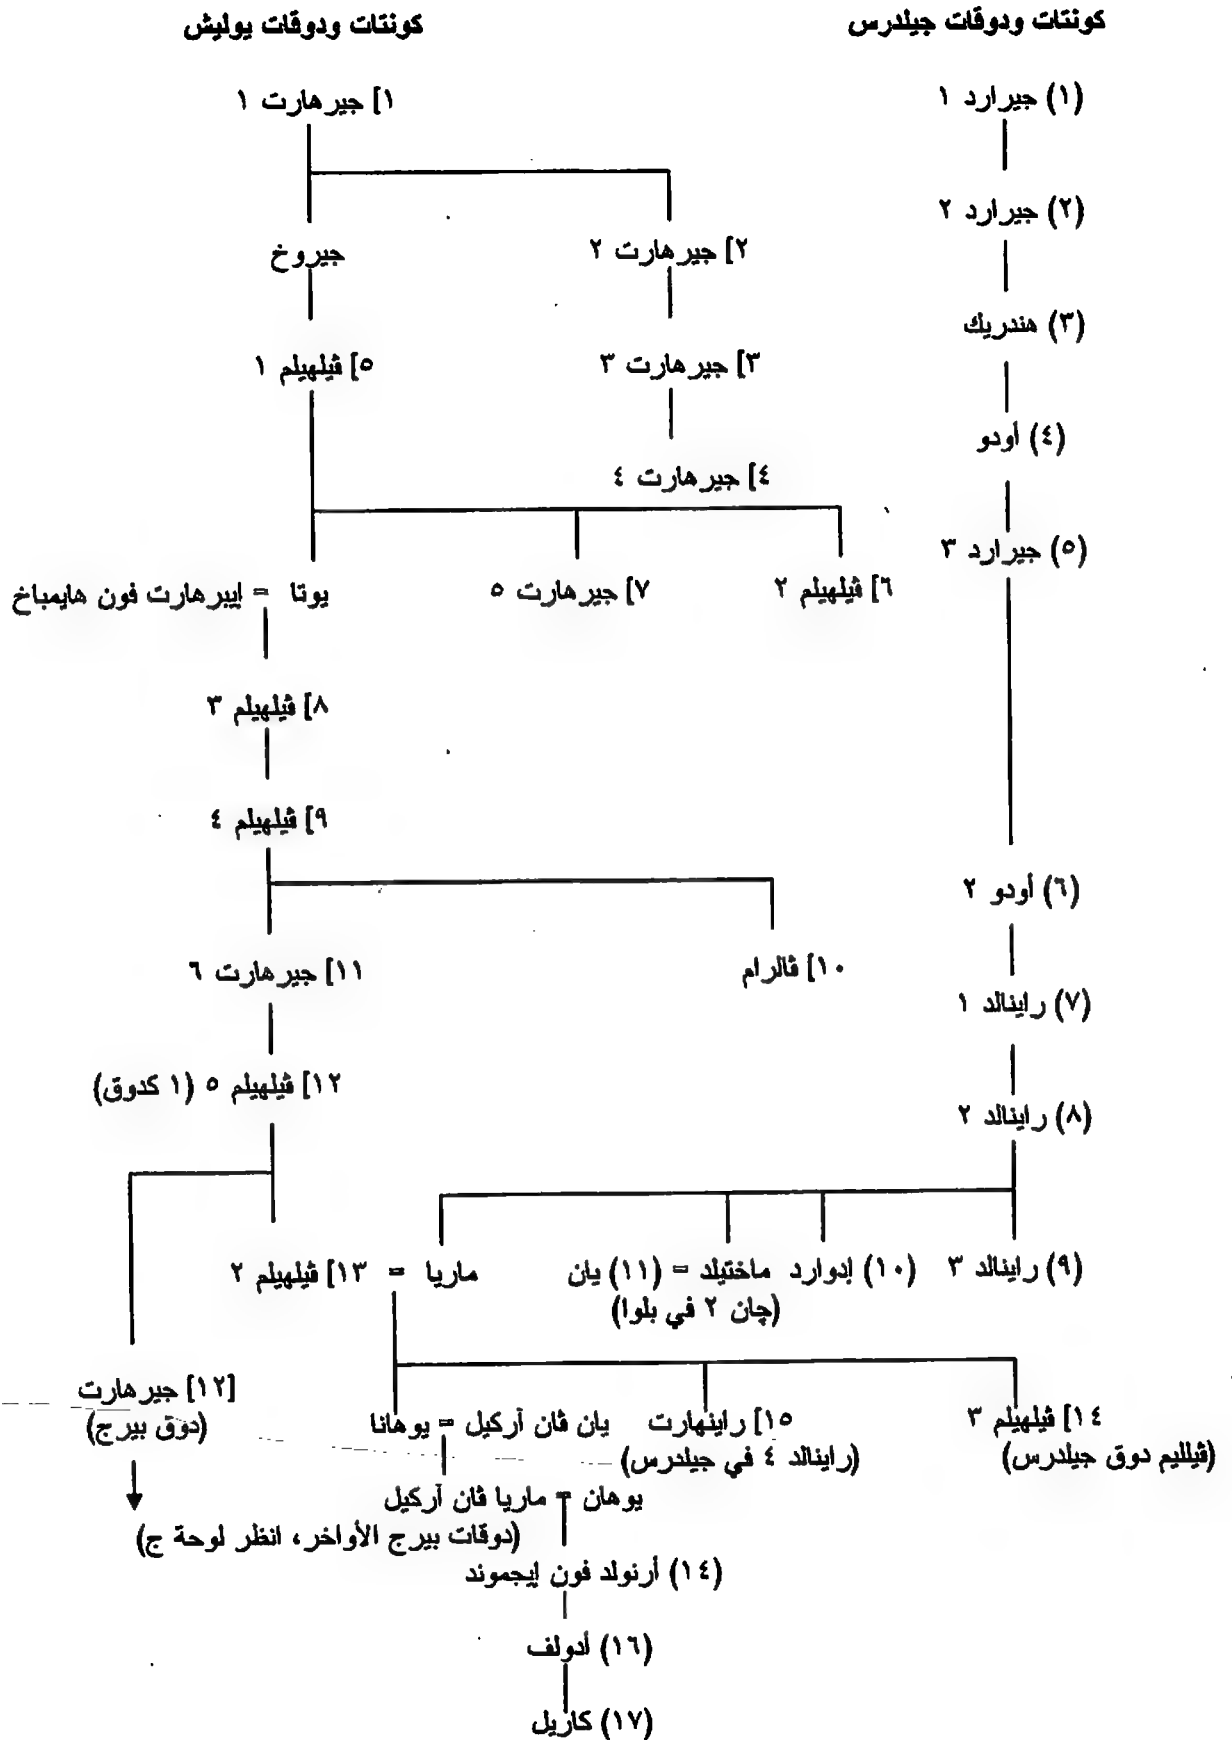 كونتات ودوقات جيلدرس
كونتات ودوقات يوليش
(١) جيرارد ١
١] جيرهارت ١
(٢) جيرارد ٢
٢] جيرهارت ٢
جيروخ
(٣) هندريك
٣] جيرهارت ٣
٥] ڤيلهيلم ١
(٤) أودو
٤] جيرهارت ٤
(٥) جيرارد ٣
٦] ڤيلهيلم ٢
٧] جيرهارت ٥
يوتا = إيبرهارت فون هايمباخ
٨] ڤيلهيلم ٣
٩] ڤيلهيلم ٤
(٦) أودو ٢
١٠] ڤالرام
١١] جيرهارت ٦
(٧) راينالد ١
١٢] ڤيلهيلم ٥ (١ كدوق)
(٨) راينالد ٢
(٩) راينالد ٣ (١٠) إدوارد ماختيلد = (١١) يان
(چان ٢ في بلوا)
ماريا = ١٣] ڤيلهيلم ٢
١٤] ڤيلهيلم ٣
(ڤيلليم دوق جيلدرس)
١٥] راينهارت
(راينالد ٤ في جيلدرس)
يان ڤان آركيل = يوهانا
[١٢] جيرهارت
(دوق بيرج)
يوهان = ماريا ڤان آركيل
(دوقات بيرج الأواخر، انظر لوحة ج)
(١٤) أرنولد فون إيجموند
(١٦) أدولف
(١٧) كاريل